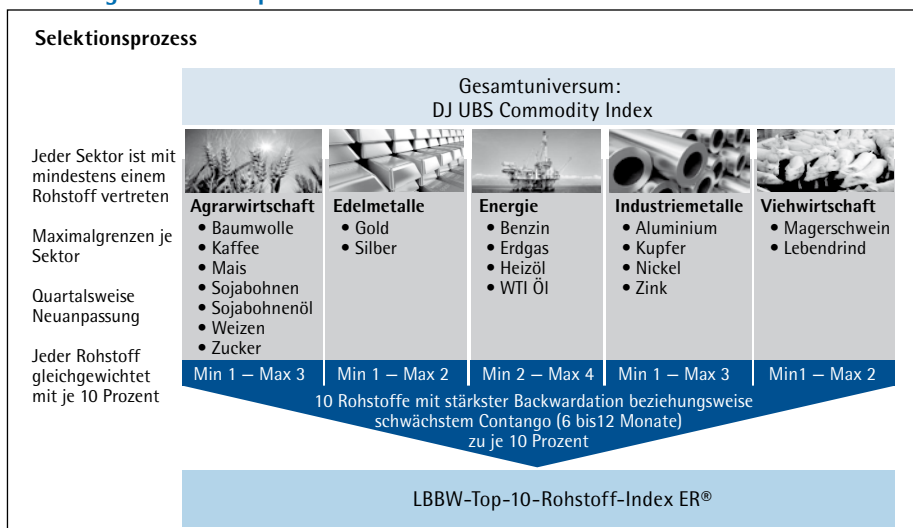 Selektionsprozess
Gesamtuniversum:
DJ UBS Commodity Index
Jeder Sektor ist mit
mindestens einem
Rohstoff vertreten
Maximalgrenzen je
Sektor
Quartalsweise
Neuanpassung
Jeder Rohstoff
gleichgewichtet
mit je 10 Prozent
Agrarwirtschaft
• Baumwolle
• Kaffee
• Mais
• Sojabohnen
• Sojabohnenöl
• Weizen
• Zucker
Min 1 – Max 3
Edelmetalle
• Gold
• Silber
Min 1 – Max 2
Energie
• Benzin
• Erdgas
• Heizöl
• WTI Öl
Min 2 – Max 4
Industriemetalle
• Aluminium
• Kupfer
• Nickel
• Zink
Min 1 – Max 3
Viehwirtschaft
• Magerschwein
• Lebendrind
Min1 – Max 2
10 Rohstoffe mit stärkster Backwardation beziehungsweise
schwächstem Contango (6 bis12 Monate)
zu je 10 Prozent
LBBW-Top-10-Rohstoff-Index ER®